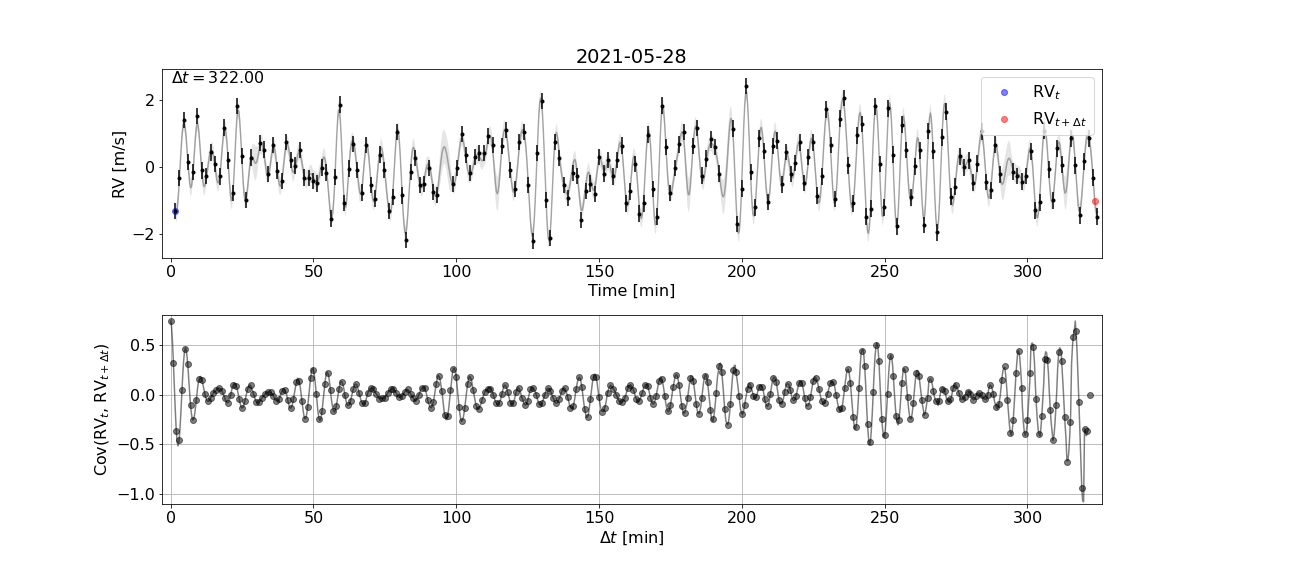 2021-05-28
Δt = 322.00
RV_t
RV_{t+Δt}
RV [m/s]
2
0
−2
0 50 100 150 200 250 300
Time [min]
Cov(RV_t, RV_{t+Δt})
0.5
0.0
−0.5
−1.0
0 50 100 150 200 250 300
Δt [min]